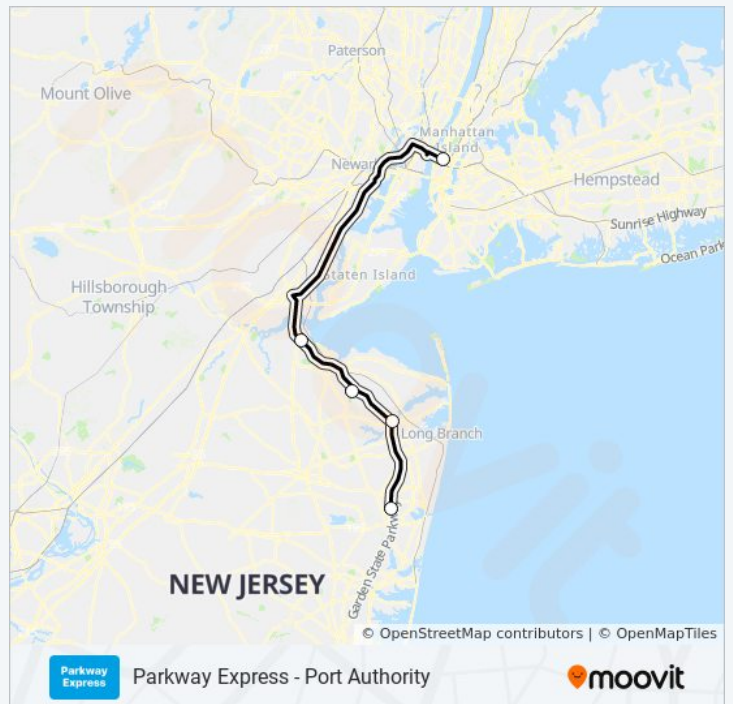 Paterson
Mount Olive
Manhattan
Island
Newark
Hempstead
Sunrise Highway
Ocean Park
Staten Island
Hillsborough
Township
Long Branch
Garden State Parkway
NEW JERSEY
© OpenStreetMap contributors | © OpenMapTiles
Parkway
Express
Parkway Express - Port Authority
moovit